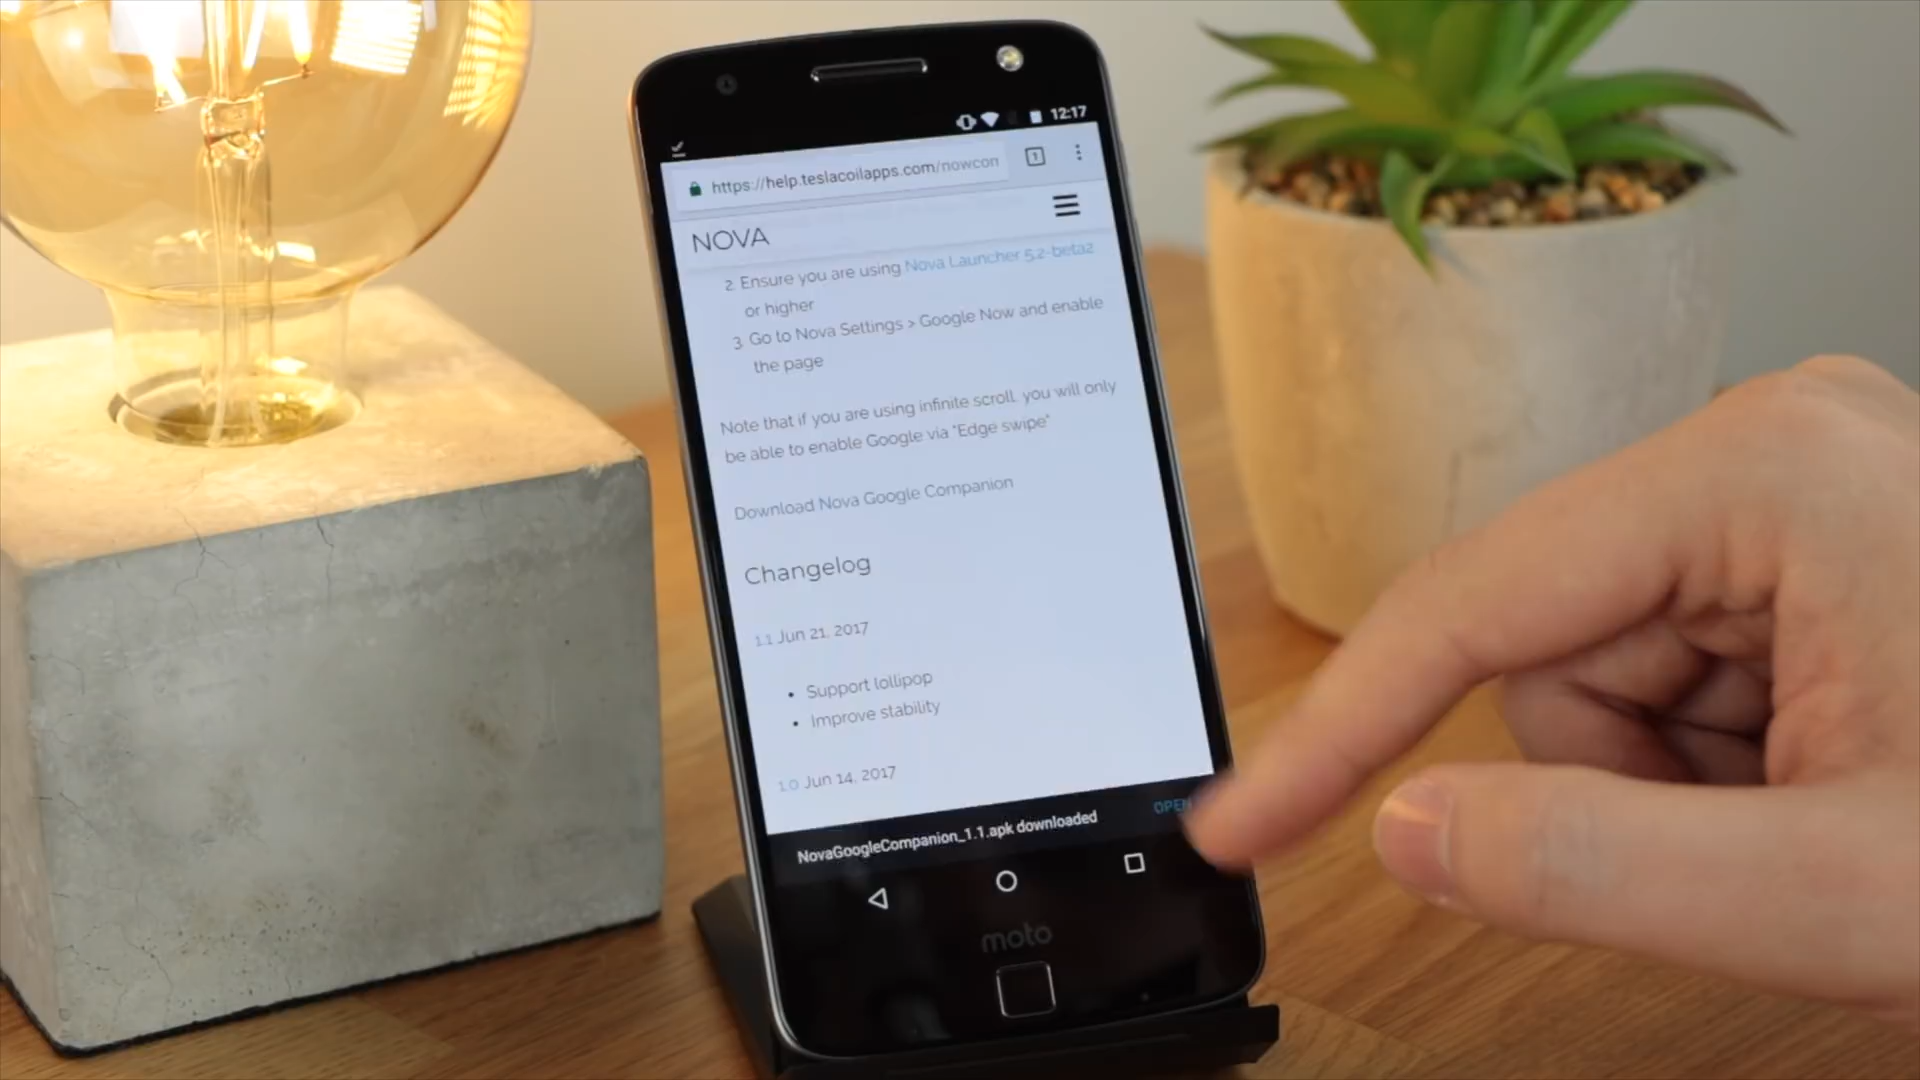 12:17
https://help.teslacoilapps.com/nowcon
1
NOVA
2. Ensure you are using Nova Launcher 5.2-beta2
or higher
3. Go to Nova Settings > Google Now and enable
the page
Note that if you are using infinite scroll, you will only
be able to enable Google via "Edge swipe"
Download Nova Google Companion
Changelog
1.1 Jun 21, 2017
• Support lollipop
• Improve stability
1.0 Jun 14, 2017
NovaGoogleCompanion_1.1.apk downloaded
OPEN
moto